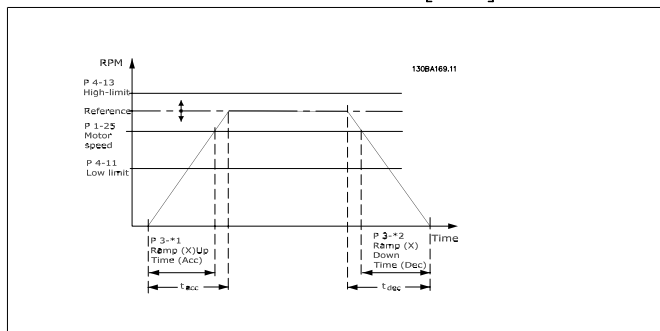 RPM
130BA169.11
P 4-13
High-limit
Reference
P 1-25
Motor
speed
P 4-11
Low limit
Time
P 3-*1
Ramp (X)Up
Time (Acc)
P 3-*2
Ramp (X)
Down
Time (Dec)
tacc
tdec